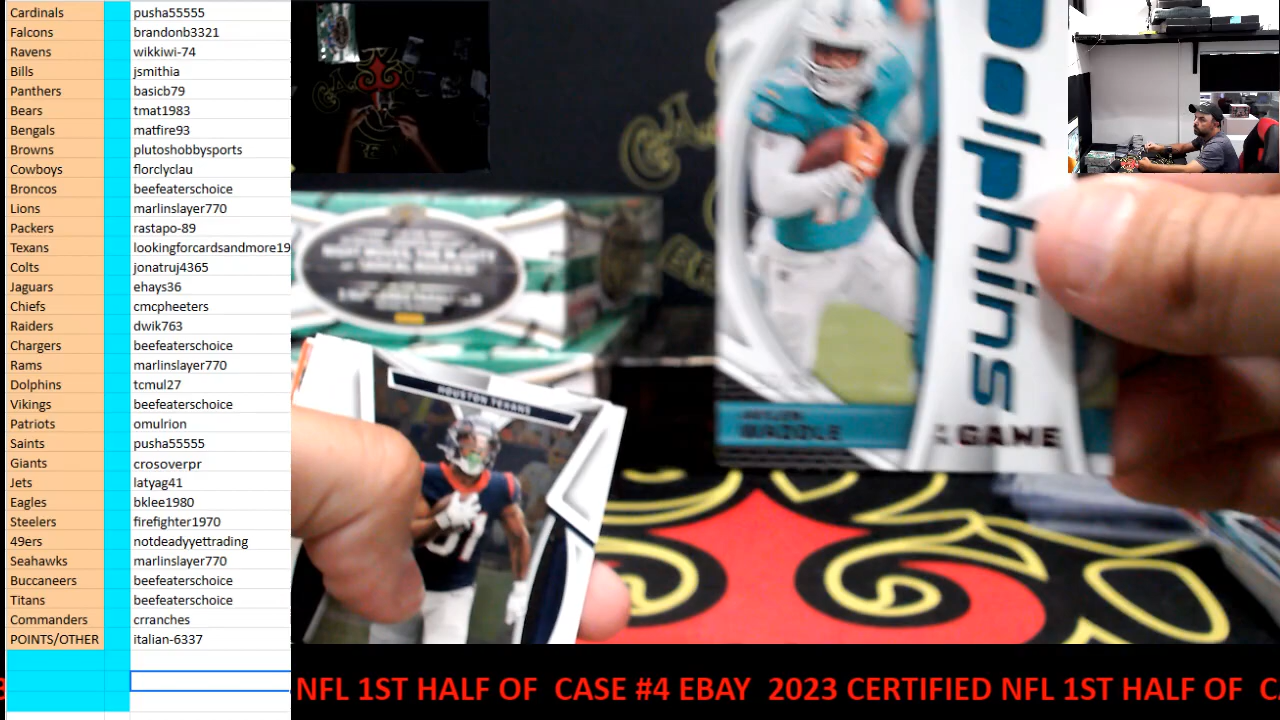 Cardinals pusha55555
Falcons brandonb3321
Ravens wikkiwi-74
Bills jsmithia
Panthers basicb79
Bears tmat1983
Bengals matfire93
Browns plutoshobbysports
Cowboys florclyclau
Broncos beefeaterschoice
Lions marlinslayer770
Packers rastapo-89
Texans lookingforcardsandmore19
Colts jonatruj4365
Jaguars ehays36
Chiefs cmcpheeters
Raiders dwik763
Chargers beefeaterschoice
Rams marlinslayer770
Dolphins tcmul27
Vikings beefeaterschoice
Patriots omulrion
Saints pusha55555
Giants crosoverpr
Jets latyag41
Eagles bklee1980
Steelers firefighter1970
49ers notdeadyyettrading
Seahawks marlinslayer770
Buccaneers beefeaterschoice
Titans beefeaterschoice
Commanders crranches
POINTS/OTHER italian-6337
olphins
WADDLE
GAME
HOUSTON TEXANS
NFL 1ST HALF OF CASE #4 EBAY 2023 CERTIFIED NFL 1ST HALF OF C